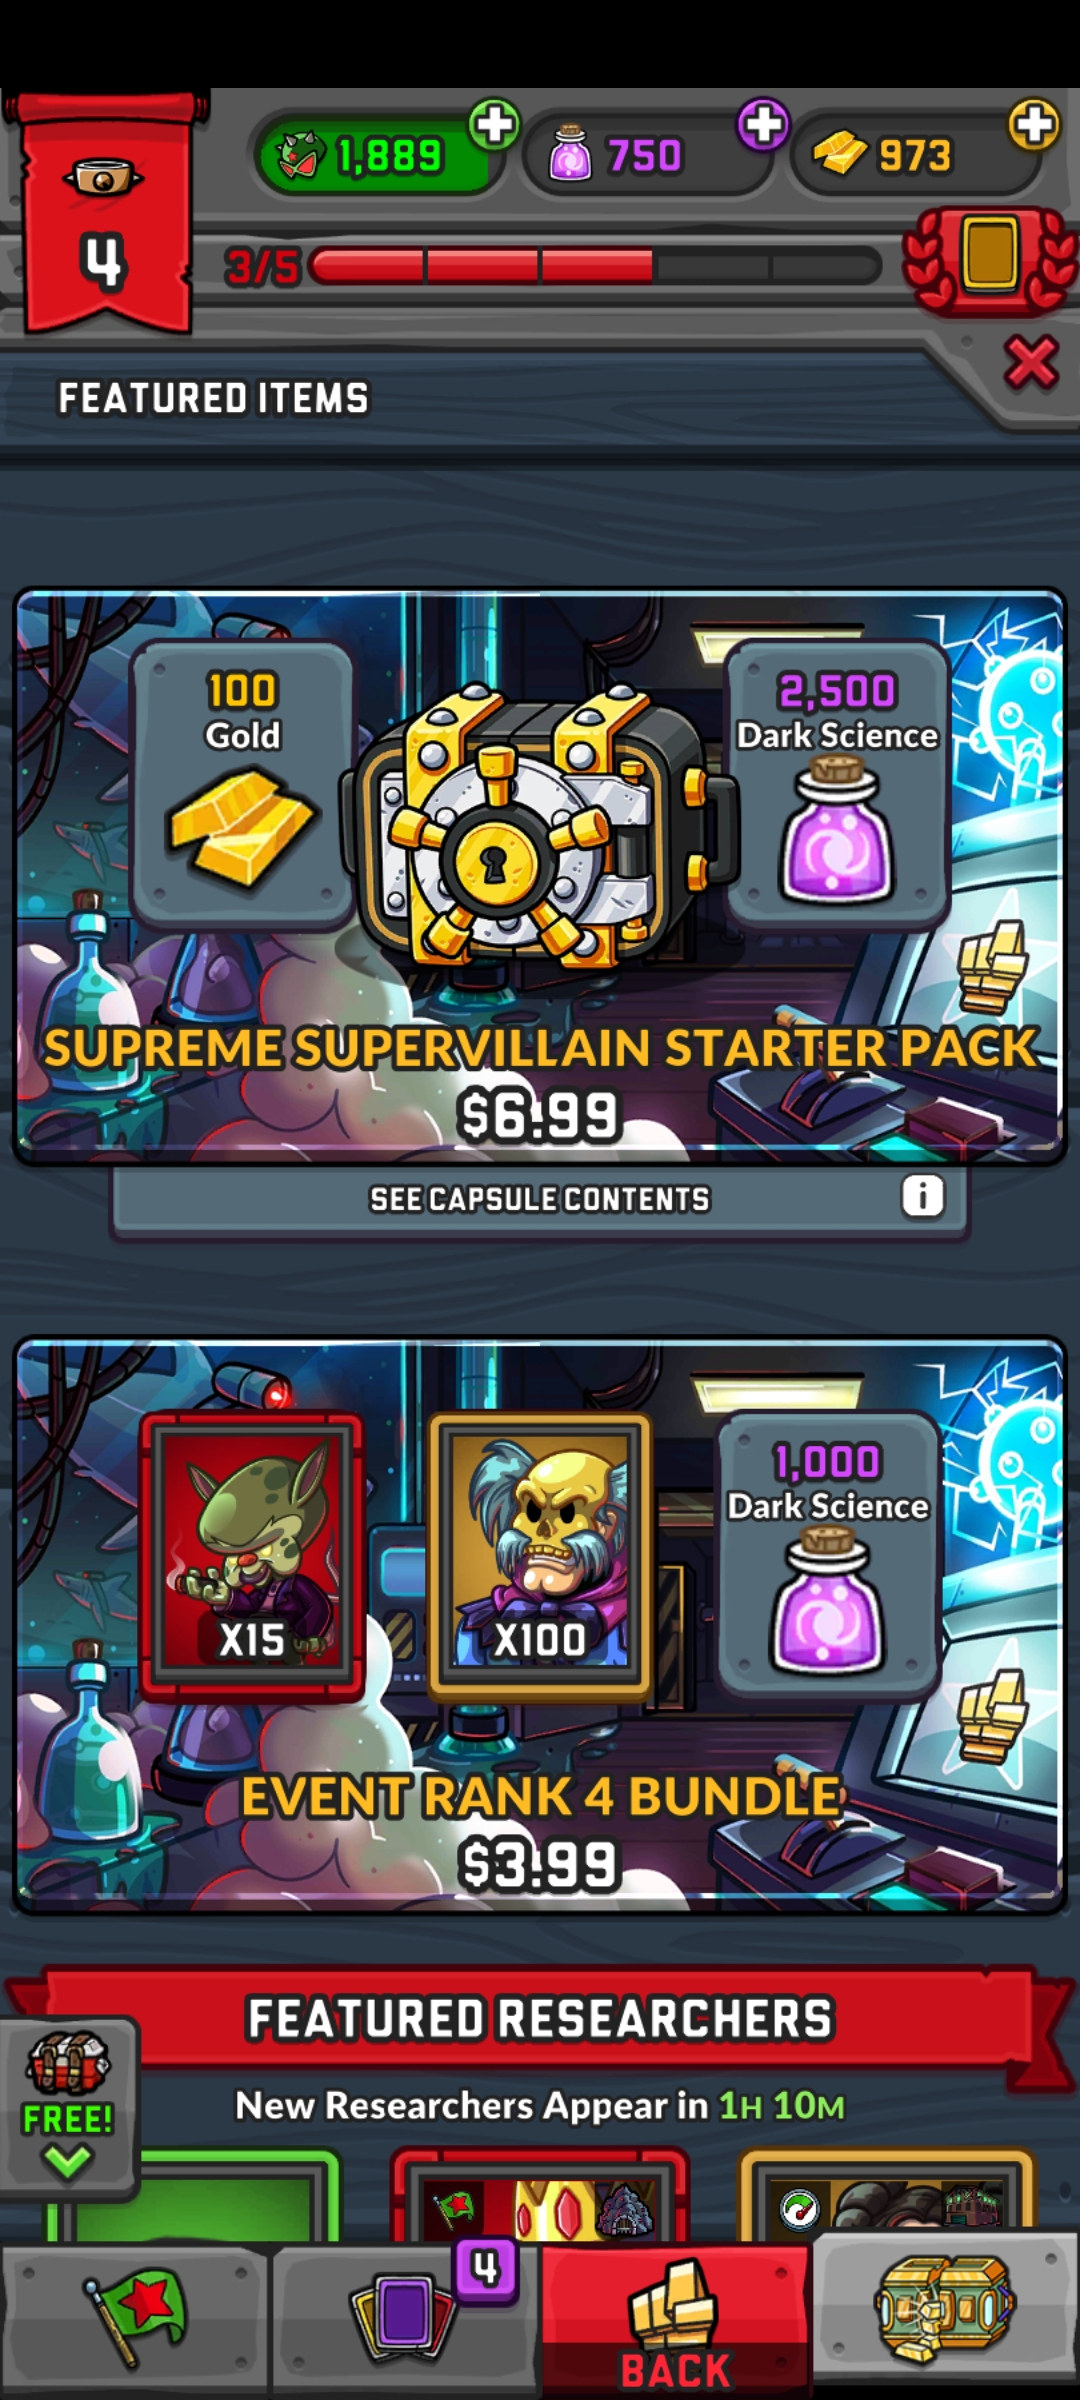 1,889
750
973
4
3/5
FEATURED ITEMS
100
Gold
2,500
Dark Science
SUPREME SUPERVILLAIN STARTER PACK
$6.99
SEE CAPSULE CONTENTS
i
X15
X100
1,000
Dark Science
EVENT RANK 4 BUNDLE
$3.99
FEATURED RESEARCHERS
New Researchers Appear in 1H 10M
FREE!
4
BACK